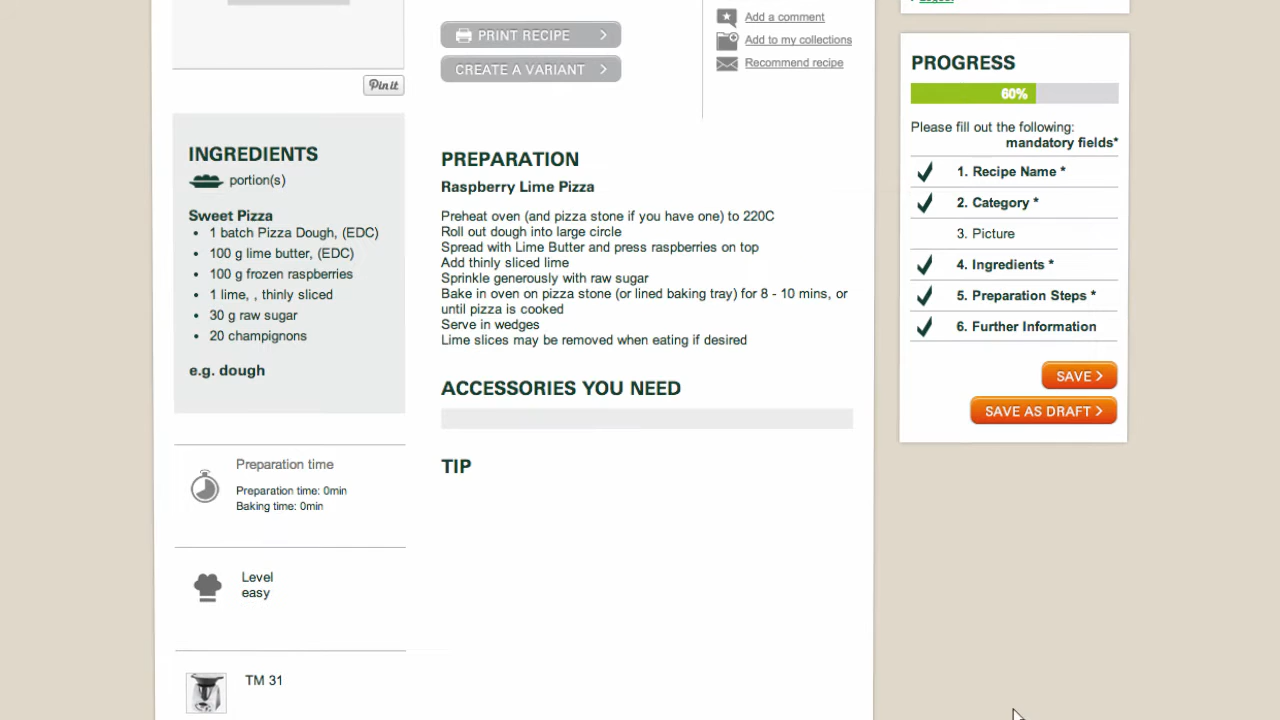 PRINT RECIPE
CREATE A VARIANT
Add a comment
Add to my collections
Recommend recipe
Pin it
INGREDIENTS
portion(s)
Sweet Pizza
• 1 batch Pizza Dough, (EDC)
• 100 g lime butter, (EDC)
• 100 g frozen raspberries
• 1 lime, , thinly sliced
• 30 g raw sugar
• 20 champignons
e.g. dough
Preparation time
Preparation time: 0min
Baking time: 0min
Level
easy
TM 31
PREPARATION
Raspberry Lime Pizza
Preheat oven (and pizza stone if you have one) to 220C
Roll out dough into large circle
Spread with Lime Butter and press raspberries on top
Add thinly sliced lime
Sprinkle generously with raw sugar
Bake in oven on pizza stone (or lined baking tray) for 8 - 10 mins, or
until pizza is cooked
Serve in wedges
Lime slices may be removed when eating if desired
ACCESSORIES YOU NEED
TIP
PROGRESS
60%
Please fill out the following:
mandatory fields*
1. Recipe Name *
2. Category *
3. Picture
4. Ingredients *
5. Preparation Steps *
6. Further Information
SAVE
SAVE AS DRAFT